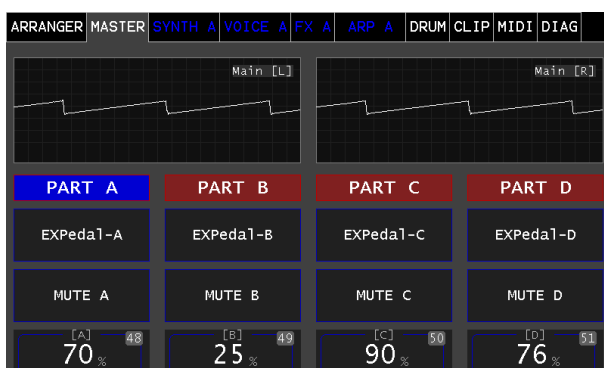 ARRANGER MASTER SYNTH A VOICE A FX A ARP A DRUM CLIP MIDI DIAG
Main [L] Main [R]
PART A PART B PART C PART D
EXPedal-A EXPedal-B EXPedal-C EXPedal-D
MUTE A MUTE B MUTE C MUTE D
[A] 48 [B] 49 [C] 50 [D] 51
70 % 25 % 90 % 76 %